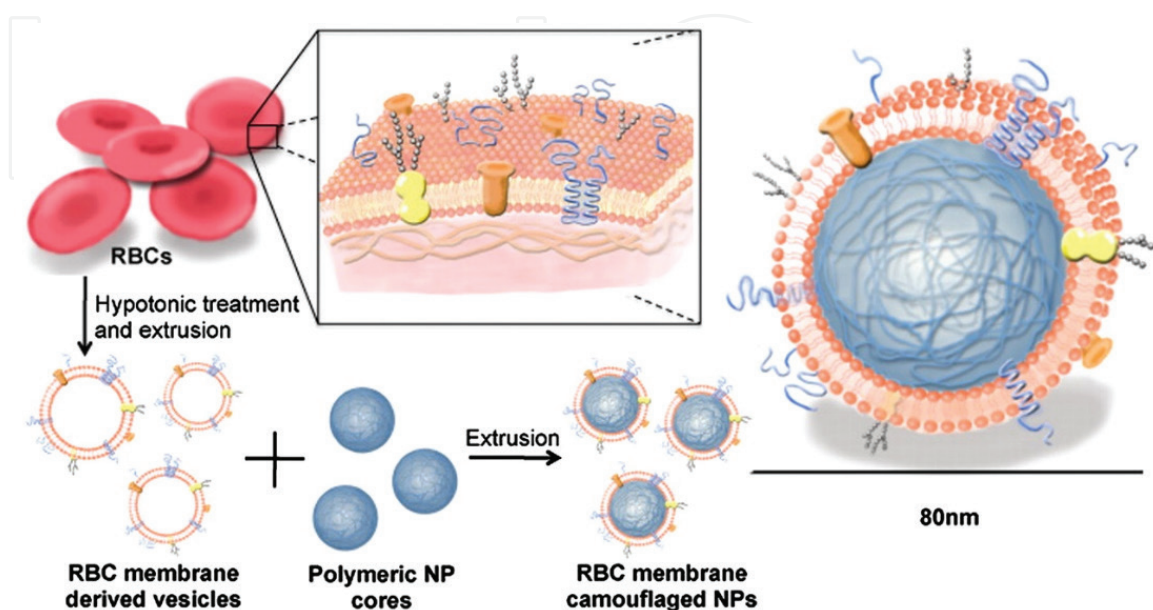 RBCs
Hypotonic treatment
and extrusion
Extrusion
RBC membrane
derived vesicles
Polymeric NP
cores
RBC membrane
camouflaged NPs
80nm